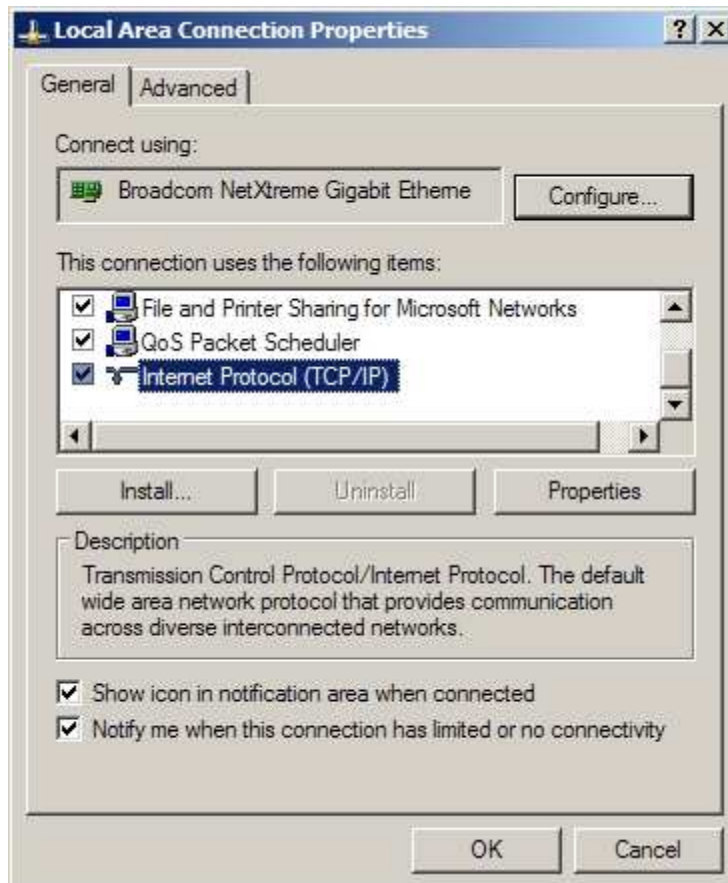 Local Area Connection Properties
General Advanced
Connect using:
Broadcom NetXtreme Gigabit Etherne Configure...
This connection uses the following items:
File and Printer Sharing for Microsoft Networks
QoS Packet Scheduler
Internet Protocol (TCP/IP)
Install... Uninstall Properties
Description
Transmission Control Protocol/Internet Protocol. The default
wide area network protocol that provides communication
across diverse interconnected networks.
Show icon in notification area when connected
Notify me when this connection has limited or no connectivity
OK Cancel